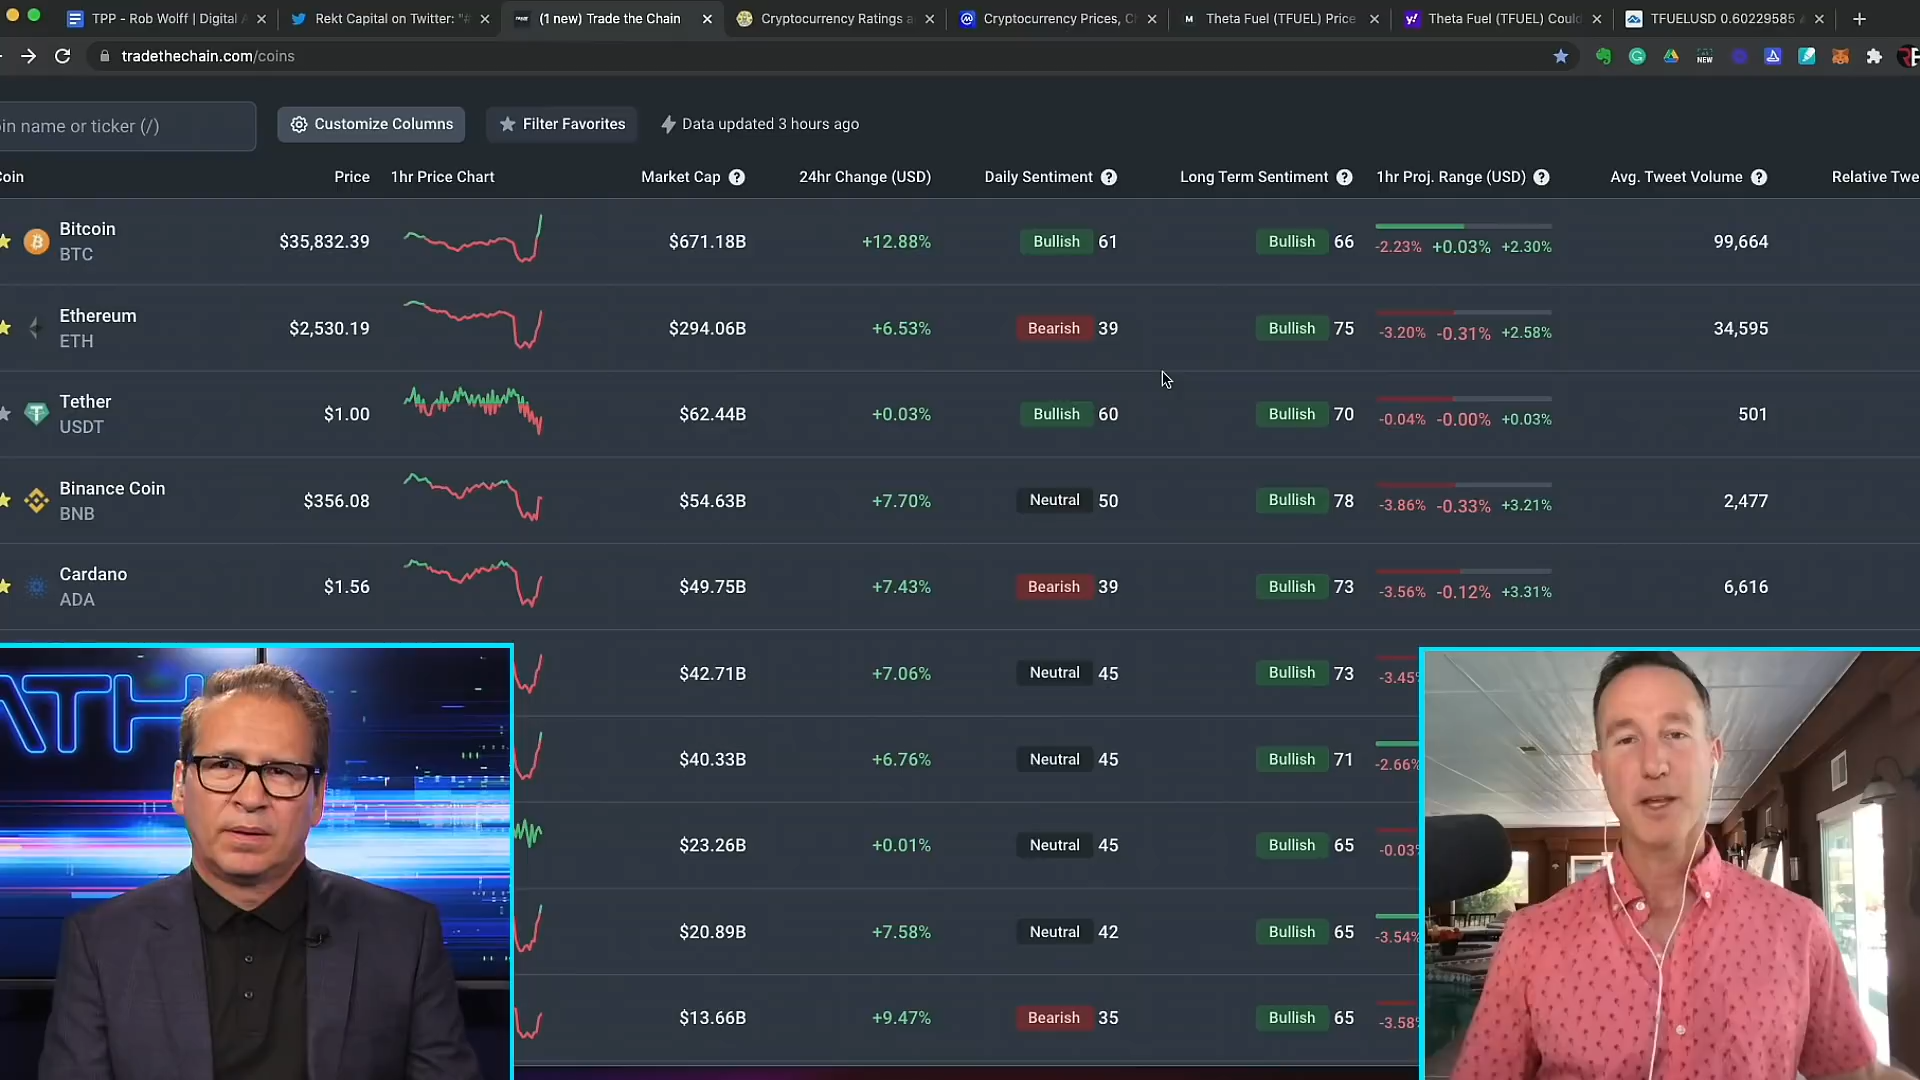 TPP - Rob Wolff | Digital A
Rekt Capital on Twitter: "#
(1 new) Trade the Chain
Cryptocurrency Ratings a
Cryptocurrency Prices, C
Theta Fuel (TFUEL) Price
Theta Fuel (TFUEL) Coul
TFUELUSD 0.60229585
tradethechain.com/coins
NEW
in name or ticker (/)
Customize Columns
Filter Favorites
Data updated 3 hours ago
oin
Price
1hr Price Chart
Market Cap
24hr Change (USD)
Daily Sentiment
Long Term Sentiment
1hr Proj. Range (USD)
Avg. Tweet Volume
Relative Twe
Bitcoin
BTC
$35,832.39
$671.18B
+12.88%
Bullish 61
Bullish 66
-2.23% +0.03% +2.30%
99,664
Ethereum
ETH
$2,530.19
$294.06B
+6.53%
Bearish 39
Bullish 75
-3.20% -0.31% +2.58%
34,595
Tether
USDT
$1.00
$62.44B
+0.03%
Bullish 60
Bullish 70
-0.04% -0.00% +0.03%
501
Binance Coin
BNB
$356.08
$54.63B
+7.70%
Neutral 50
Bullish 78
-3.86% -0.33% +3.21%
2,477
Cardano
ADA
$1.56
$49.75B
+7.43%
Bearish 39
Bullish 73
-3.56% -0.12% +3.31%
6,616
$42.71B
+7.06%
Neutral 45
Bullish 73
-3.45%
$40.33B
+6.76%
Neutral 45
Bullish 71
-2.66%
$23.26B
+0.01%
Neutral 45
Bullish 65
-0.03%
$20.89B
+7.58%
Neutral 42
Bullish 65
-3.54%
$13.66B
+9.47%
Bearish 35
Bullish 65
-3.58%
ATH